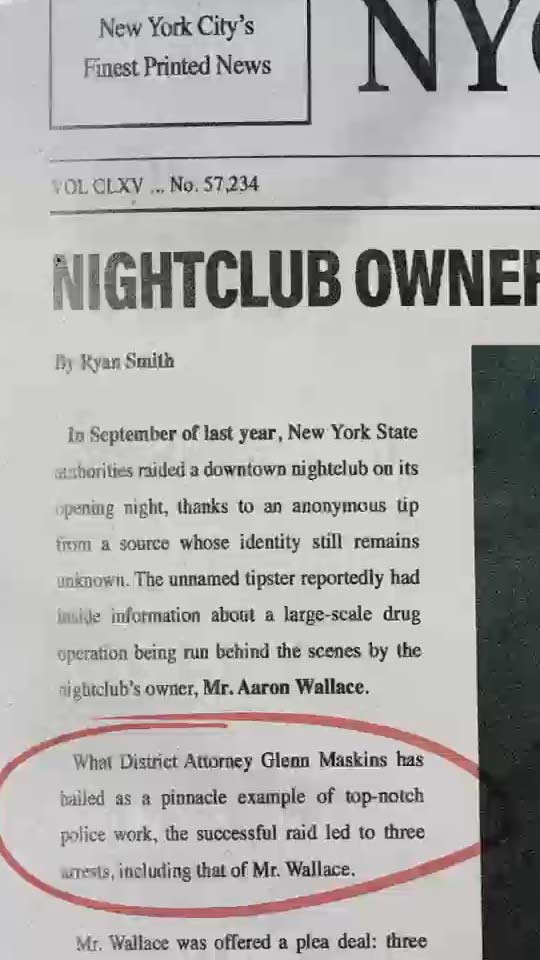 New York City's
Finest Printed News
NY
VOL CLXV ... No. 57,234
NIGHTCLUB OWNER
By Ryan Smith
In September of last year, New York State
authorities raided a downtown nightclub on its
opening night, thanks to an anonymous tip
from a source whose identity still remains
unknown. The unnamed tipster reportedly had
inside information about a large-scale drug
operation being run behind the scenes by the
nightclub's owner, Mr. Aaron Wallace.
What District Attorney Glenn Maskins has
hailed as a pinnacle example of top-notch
police work, the successful raid led to three
arrests, including that of Mr. Wallace.
Mr. Wallace was offered a plea deal: three